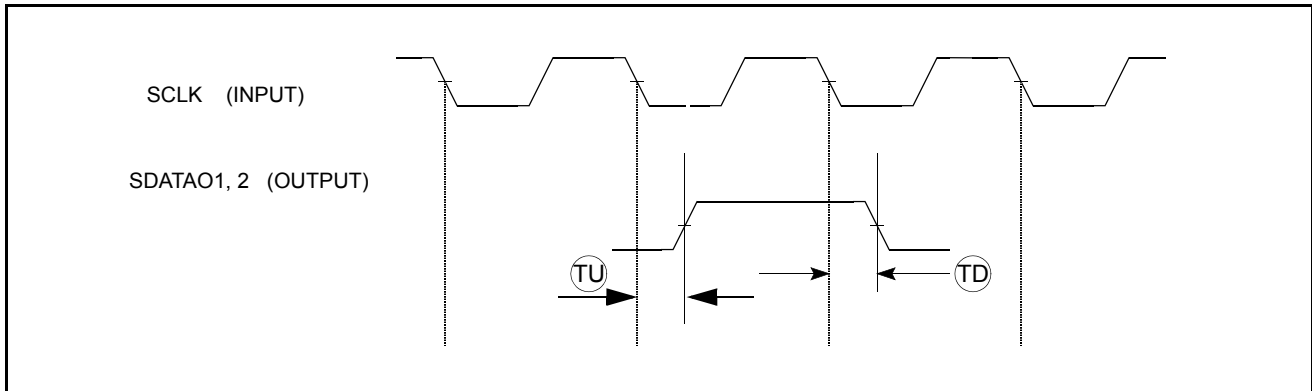 SCLK (INPUT)
SDATAO1, 2 (OUTPUT)
TU
TD